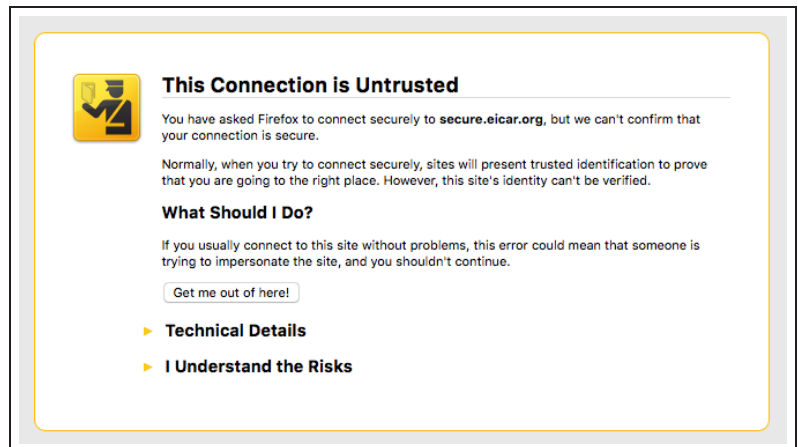 This Connection is Untrusted
You have asked Firefox to connect securely to secure.eicar.org, but we can't confirm that
your connection is secure.
Normally, when you try to connect securely, sites will present trusted identification to prove
that you are going to the right place. However, this site's identity can't be verified.
What Should I Do?
If you usually connect to this site without problems, this error could mean that someone is
trying to impersonate the site, and you shouldn't continue.
Get me out of here!
Technical Details
I Understand the Risks